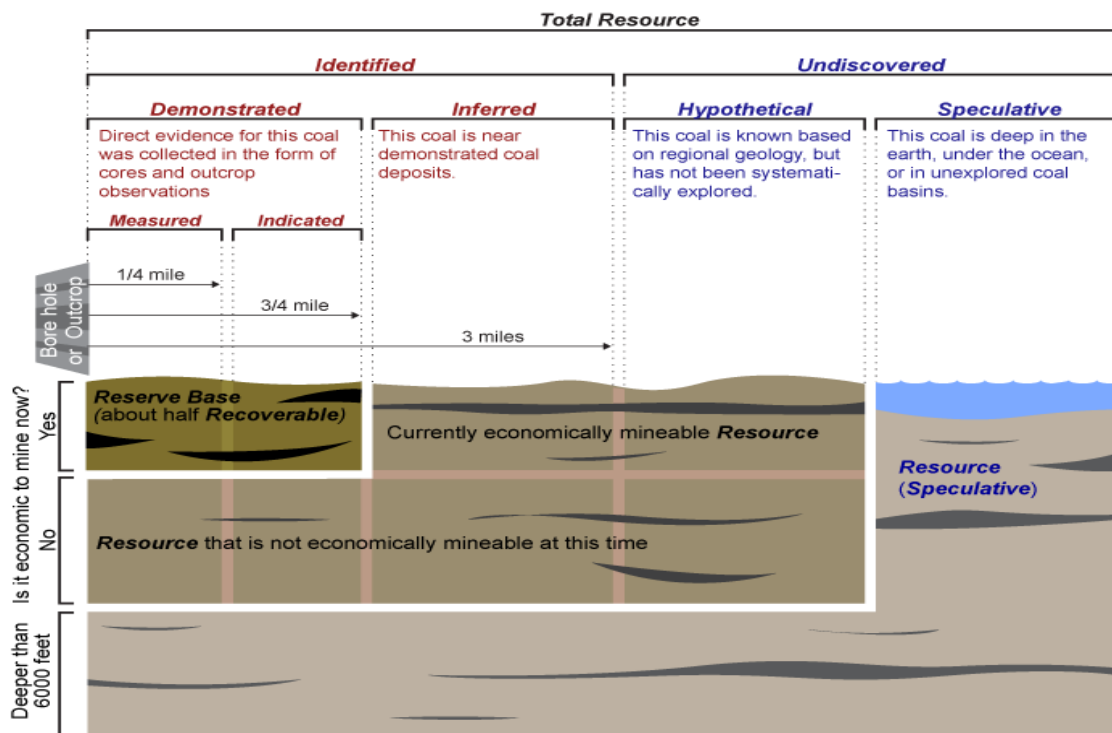 Total Resource
Identified
Undiscovered
Demonstrated
Inferred
Hypothetical
Speculative
Direct evidence for this coal
was collected in the form of
cores and outcrop
observations
This coal is near
demonstrated coal
deposits.
This coal is known based
on regional geology, but
has not been systemati-
cally explored.
This coal is deep in the
earth, under the ocean,
or in unexplored coal
basins.
Measured
Indicated
Bore hole
or Outcrop
1/4 mile
3/4 mile
3 miles
Is it economic to mine now?
Yes
Reserve Base
(about half Recoverable)
Currently economically mineable Resource
Resource
(Speculative)
No
Resource that is not economically mineable at this time
Deeper than
6000 feet